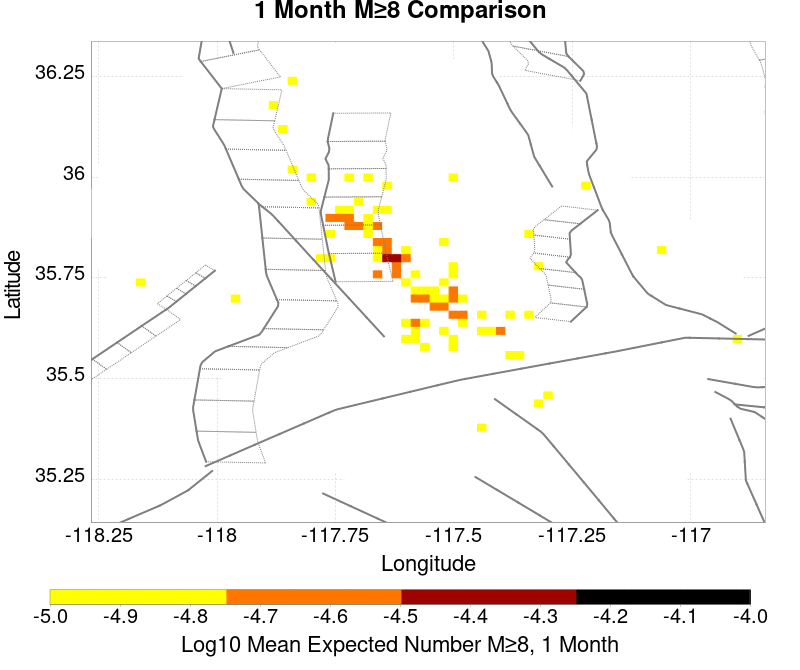 1 Month M≥8 Comparison
36.25
36
35.75
35.5
35.25
Latitude
-118.25 -118 -117.75 -117.5 -117.25 -117
Longitude
-5.0 -4.9 -4.8 -4.7 -4.6 -4.5 -4.4 -4.3 -4.2 -4.1 -4.0
Log10 Mean Expected Number M≥8, 1 Month